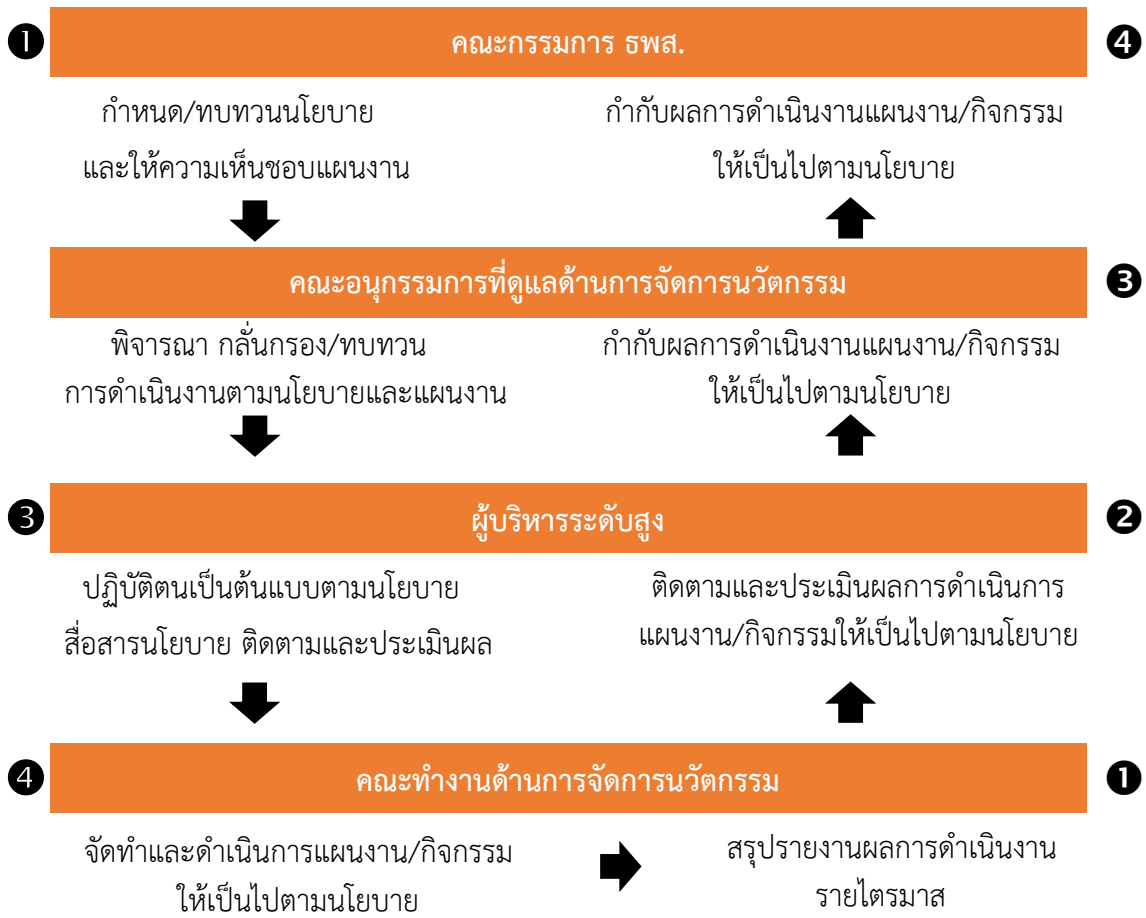 ❶ คณะกรรมการ ธพส. ❹
กำหนด/ทบทวนนโยบาย
และให้ความเห็นชอบแผนงาน
กำกับผลการดำเนินงานแผนงาน/กิจกรรม
ให้เป็นไปตามนโยบาย
คณะอนุกรรมการที่ดูแลด้านการจัดการนวัตกรรม ❸
พิจารณา กลั่นกรอง/ทบทวน
การดำเนินงานตามนโยบายและแผนงาน
กำกับผลการดำเนินงานแผนงาน/กิจกรรม
ให้เป็นไปตามนโยบาย
❸ ผู้บริหารระดับสูง ❷
ปฏิบัติตนเป็นต้นแบบตามนโยบาย
สื่อสารนโยบาย ติดตามและประเมินผล
ติดตามและประเมินผลการดำเนินการ
แผนงาน/กิจกรรมให้เป็นไปตามนโยบาย
❹ คณะทำงานด้านการจัดการนวัตกรรม ❶
จัดทำและดำเนินการแผนงาน/กิจกรรม
ให้เป็นไปตามนโยบาย
สรุปรายงานผลการดำเนินงาน
รายไตรมาส